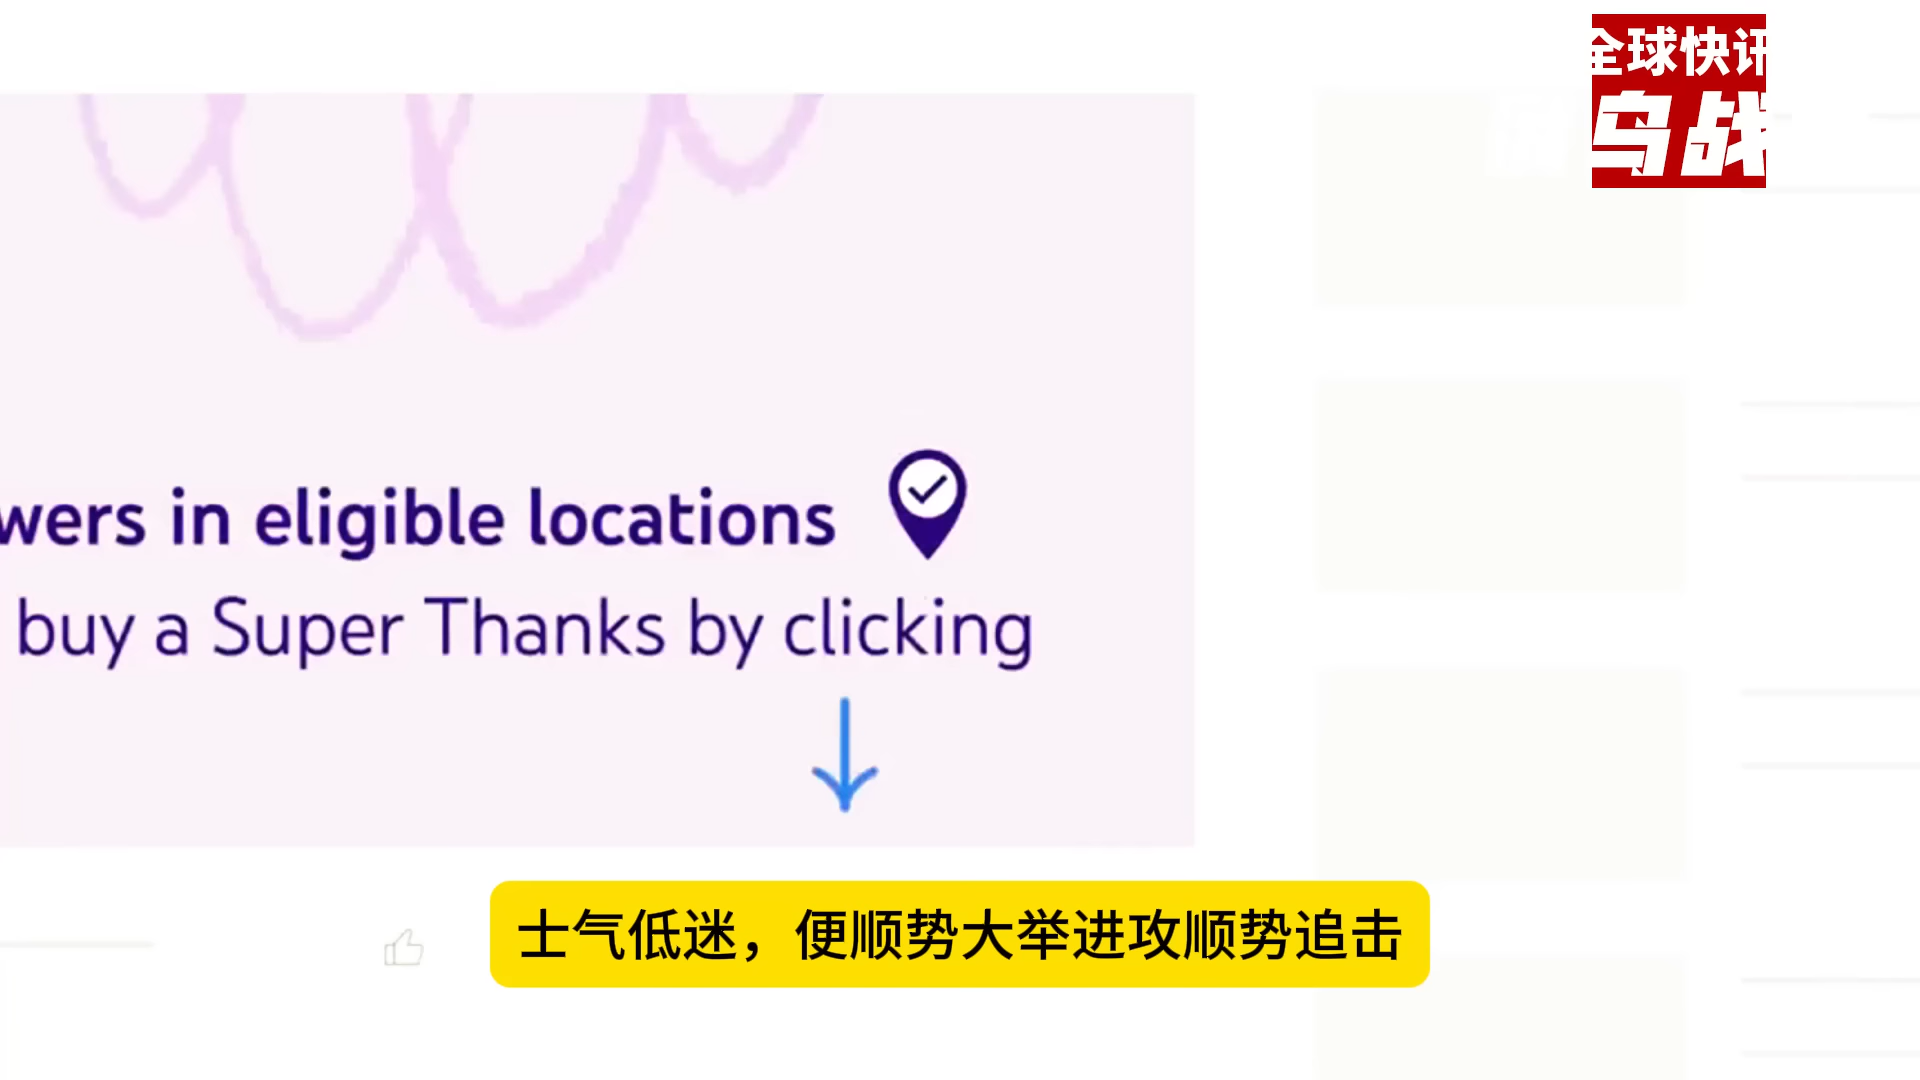 全球快讯
乌战
wers in eligible locations
buy a Super Thanks by clicking
士气低迷，便顺势大举进攻顺势追击